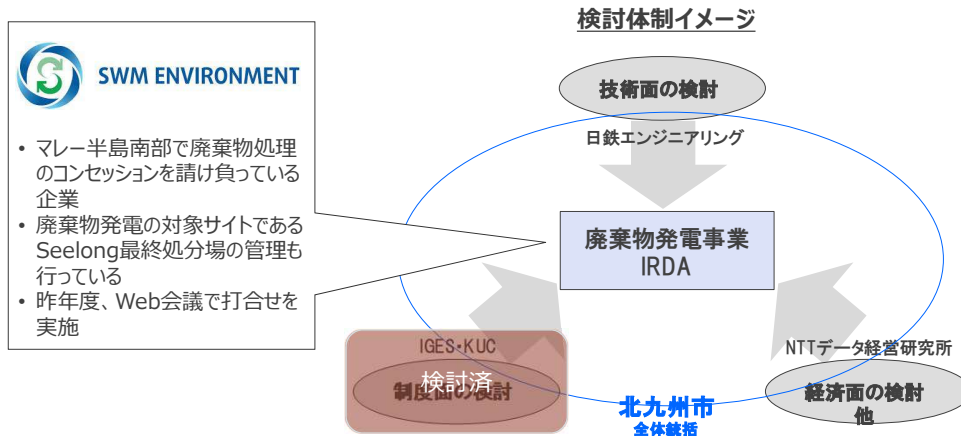 検討体制イメージ
SWM ENVIRONMENT
• マレー半島南部で廃棄物処理
のコンセッションを請け負っている
企業
• 廃棄物発電の対象サイトである
Seelong最終処分場の管理も
行っている
• 昨年度、Web会議で打合せを
実施
技術面の検討
日鉄エンジニアリング
廃棄物発電事業
IRDA
IGES・KUC
検討済
制度面の検討
NTTデータ経営研究所
経済面の検討
他
北九州市
全体統括